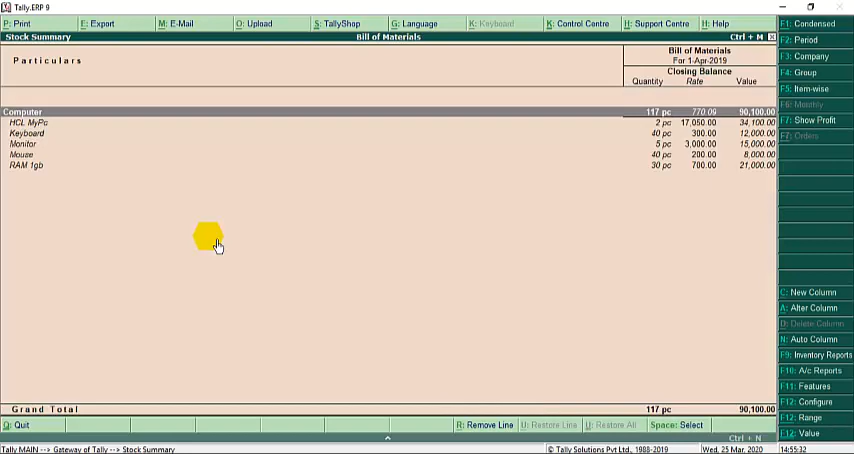 Tally.ERP 9
P: Print E: Export M: E-Mail O: Upload S: TallyShop G: Language K: Keyboard K: Control Centre H: Support Centre H: Help
Stock Summary Bill of Materials Ctrl + M
Particulars
Bill of Materials
For 1-Apr-2019
Closing Balance
Quantity Rate Value
Computer 117 pc 770.09 90,100.00
HCL MyPc 2 pc 17,050.00 34,100.00
Keyboard 40 pc 300.00 12,000.00
Monitor 5 pc 3,000.00 15,000.00
Mouse 40 pc 200.00 8,000.00
RAM 1gb 30 pc 700.00 21,000.00
Grand Total 117 pc 90,100.00
F1: Condensed
F2: Period
F3: Company
F4: Group
F5: Item-wise
F6: Monthly
F7: Show Profit
F7: Orders
C: New Column
A: Alter Column
D: Delete Column
N: Auto Column
F9: Inventory Reports
F10: A/c Reports
F11: Features
F12: Configure
F12: Range
F12: Value
Q: Quit R: Remove Line U: Restore Line U: Restore All Space: Select
Ctrl + N
Tally MAIN --> Gateway of Tally --> Stock Summary © Tally Solutions Pvt Ltd., 1988-2019 Wed, 25 Mar, 2020 14:55:32